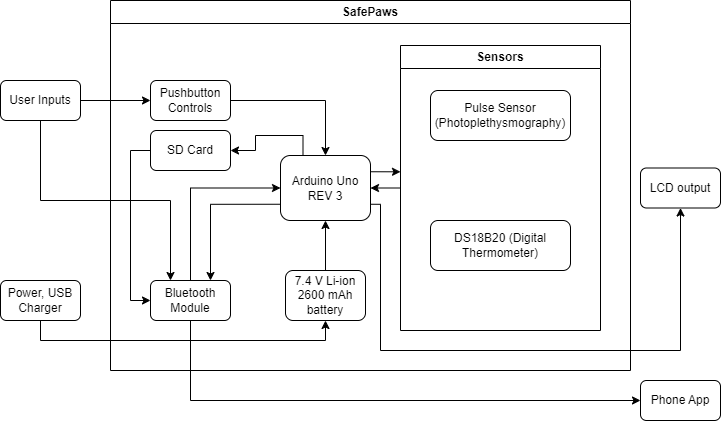 SafePaws
Sensors
User Inputs
Pushbutton
Controls
Pulse Sensor
(Photoplethysmography)
SD Card
Arduino Uno
REV 3
LCD output
DS18B20 (Digital
Thermometer)
Power, USB
Charger
Bluetooth
Module
7.4 V Li-ion
2600 mAh
battery
Phone App